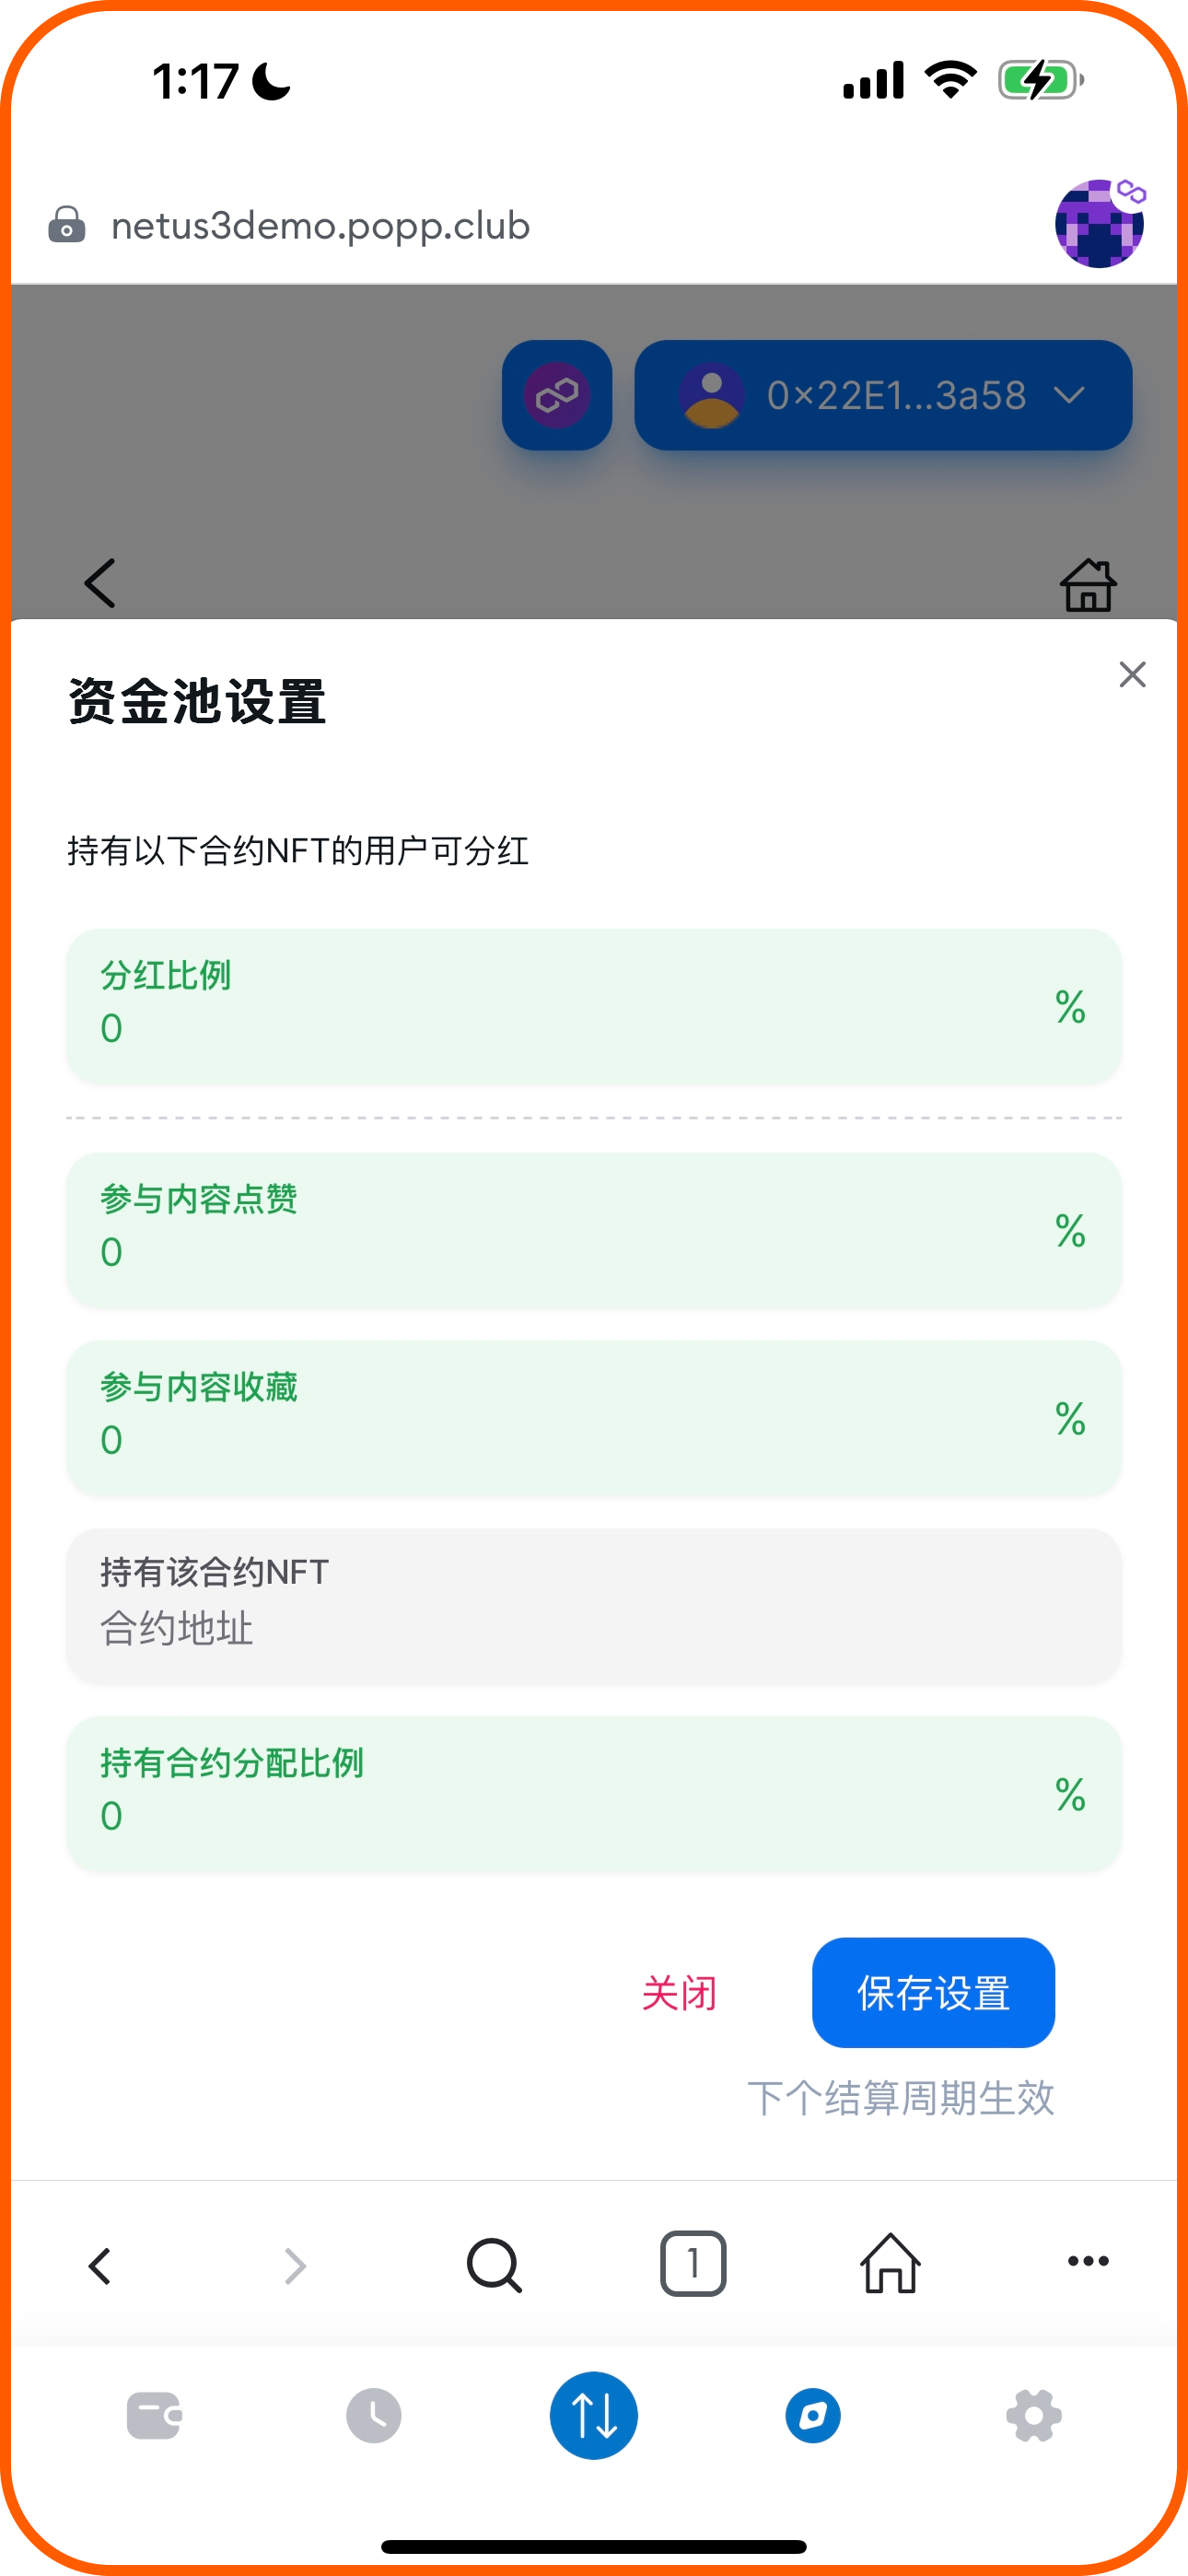 1:17
netus3demo.popp.club
0×22E1...3a58
资金池设置
持有以下合约NFT的用户可分红
分红比例
0
%
参与内容点赞
0
%
参与内容收藏
0
%
持有该合约NFT
合约地址
持有合约分配比例
0
%
关闭
保存设置
下个结算周期生效
1